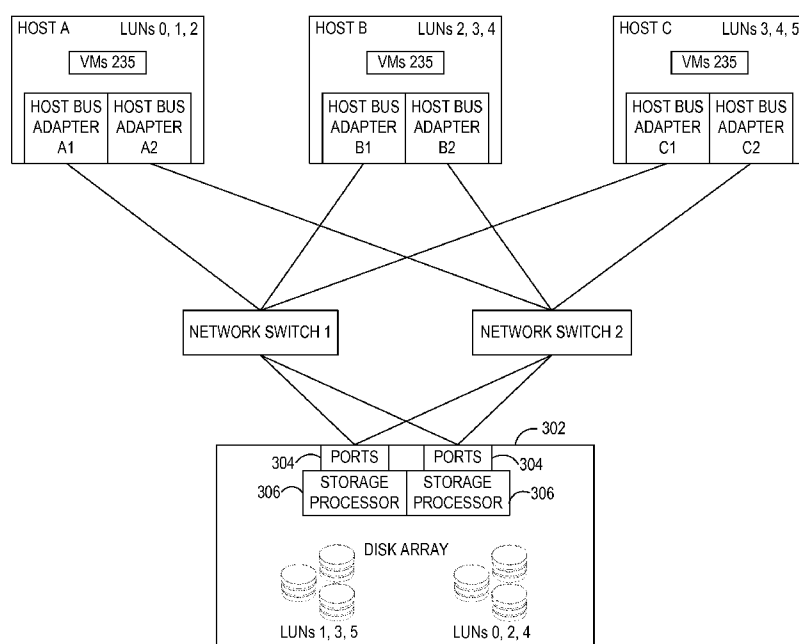 HOST A LUNs 0, 1, 2
VMs 235
HOST BUS
ADAPTER
A1
HOST BUS
ADAPTER
A2
HOST B LUNs 2, 3, 4
VMs 235
HOST BUS
ADAPTER
B1
HOST BUS
ADAPTER
B2
HOST C LUNs 3, 4, 5
VMs 235
HOST BUS
ADAPTER
C1
HOST BUS
ADAPTER
C2
NETWORK SWITCH 1
NETWORK SWITCH 2
302
304
PORTS
PORTS
304
306
STORAGE
PROCESSOR
STORAGE
PROCESSOR
306
DISK ARRAY
LUNs 1, 3, 5
LUNs 0, 2, 4